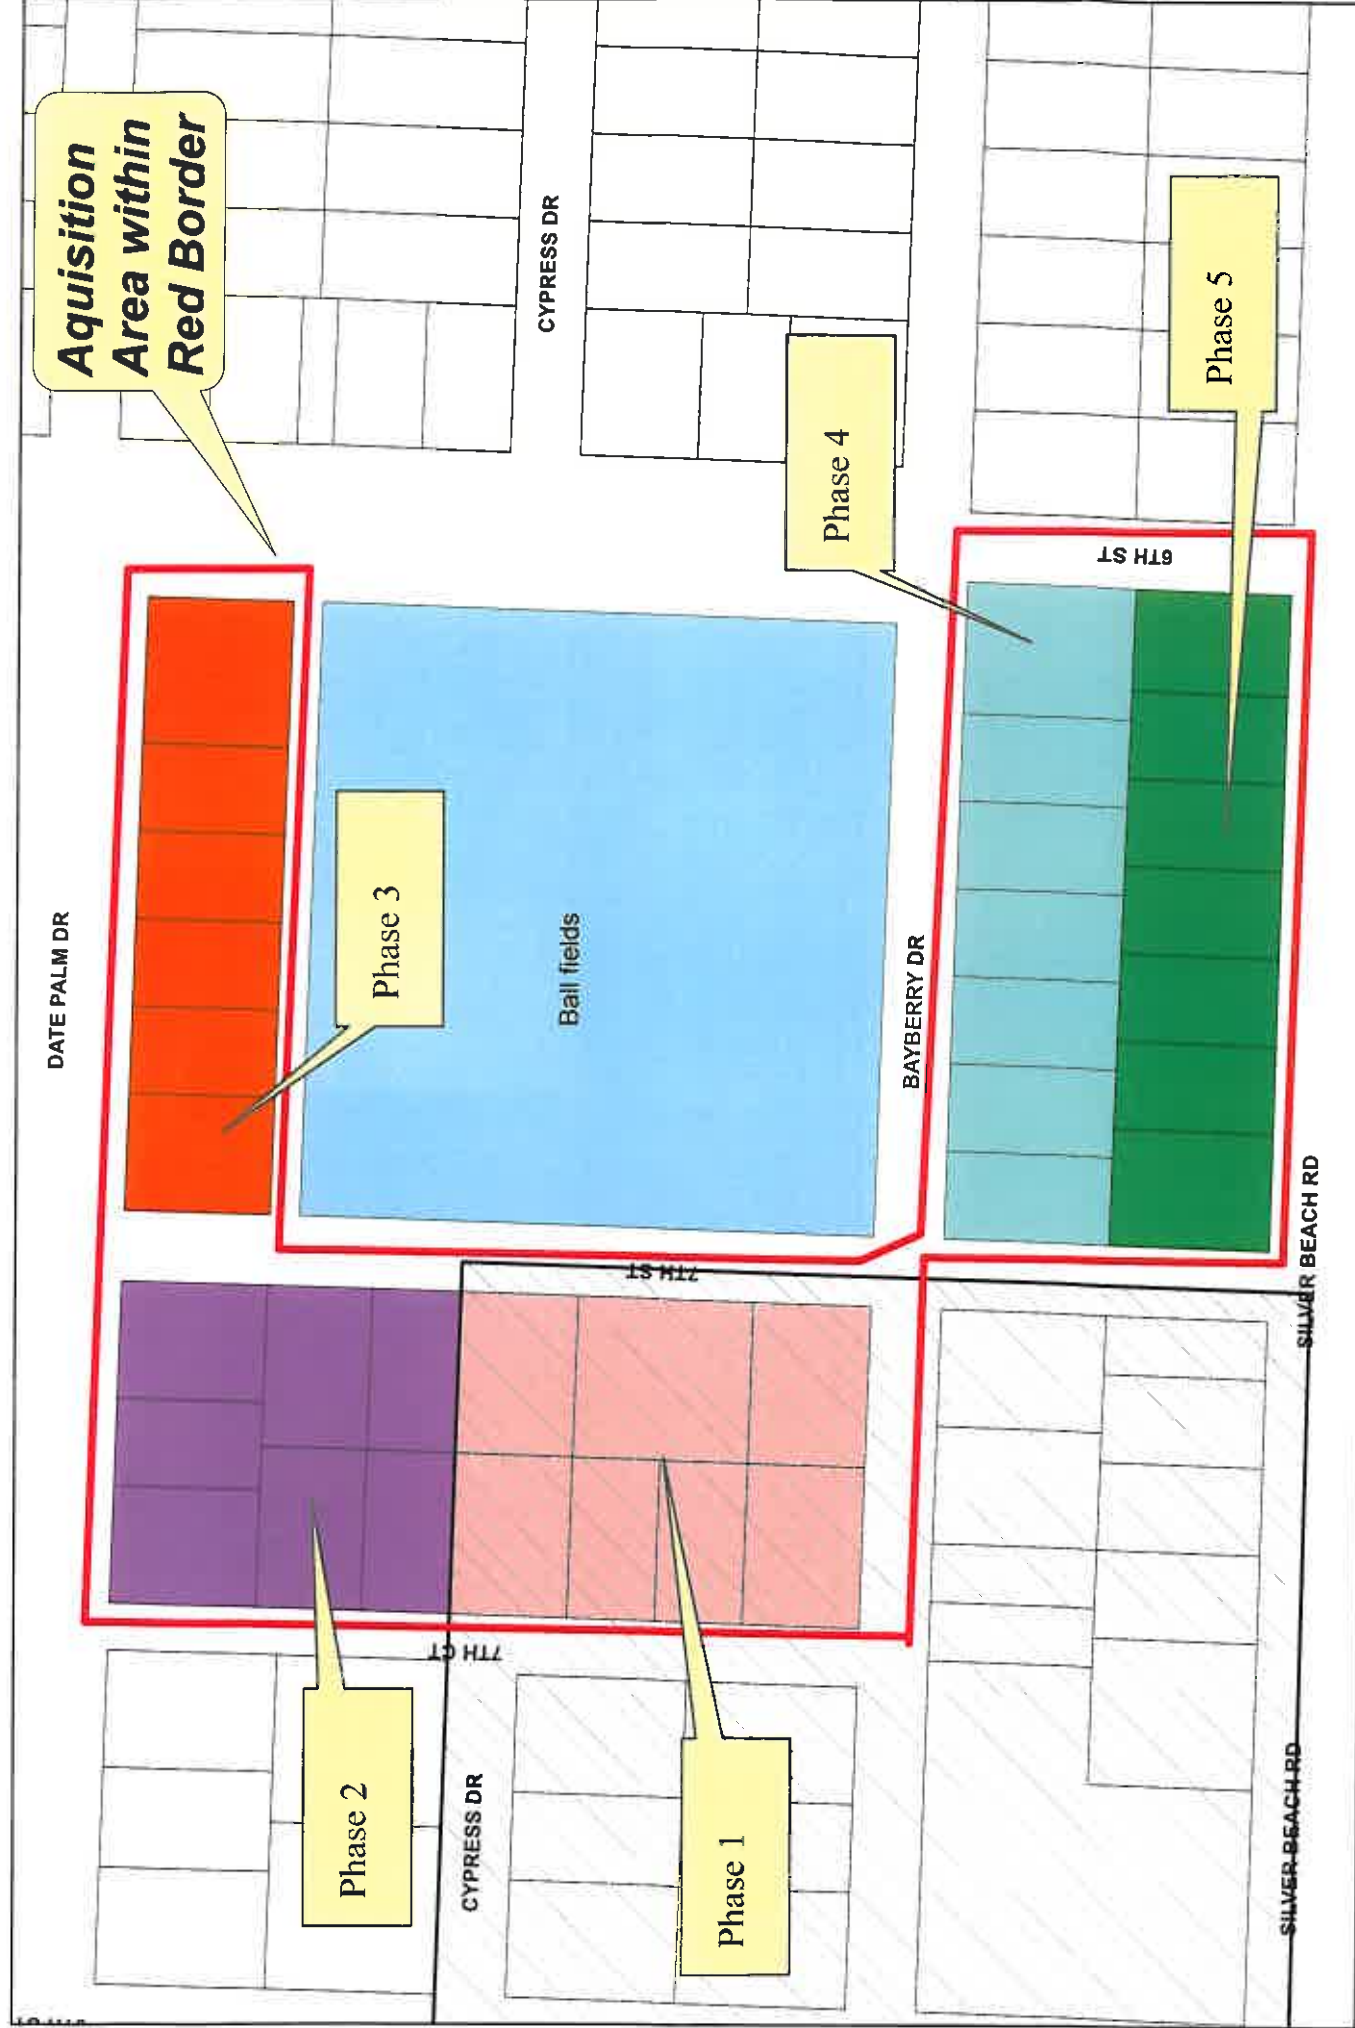 Aquisition
Area within
Red Border
DATE PALM DR
CYPRESS DR
Phase 3
Ball fields
Phase 4
BAYBERRY DR
6TH ST
Phase 5
7TH ST
SILVER BEACH RD
7TH CT
Phase 2
CYPRESS DR
Phase 1
SILVER BEACH RD